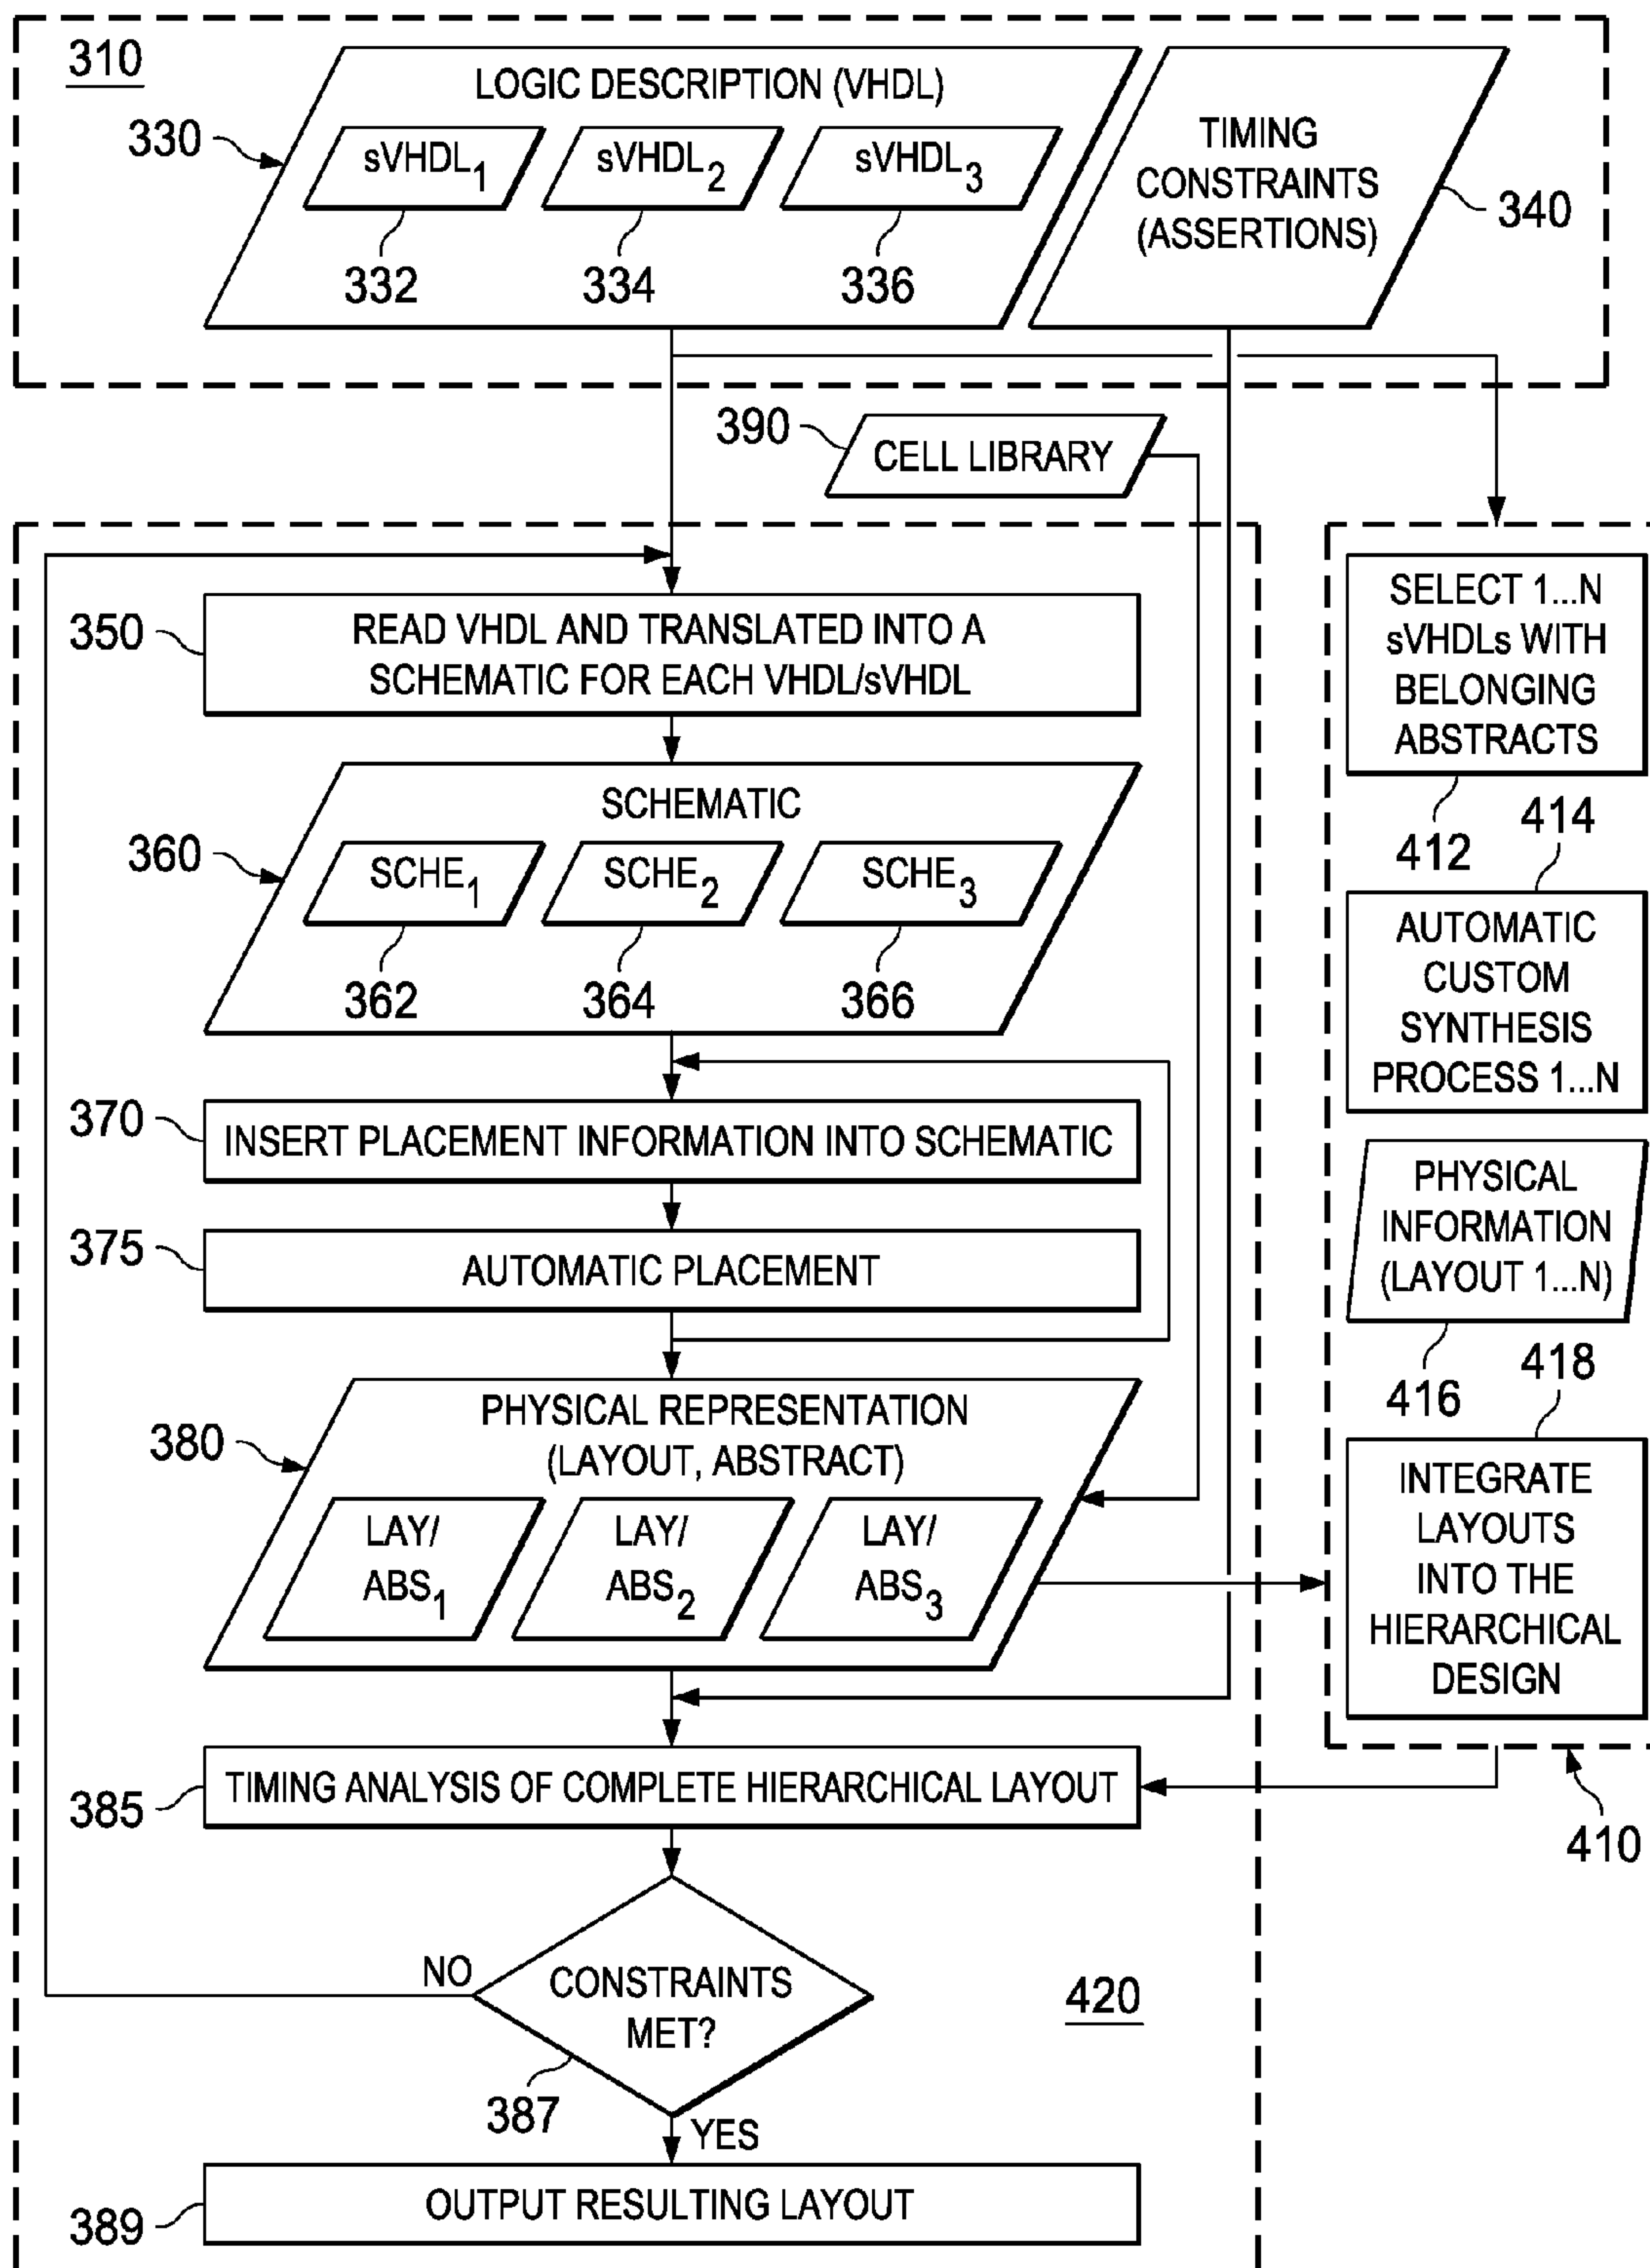 310
LOGIC DESCRIPTION (VHDL)
330
sVHDL1
sVHDL2
sVHDL3
332
334
336
TIMING
CONSTRAINTS
(ASSERTIONS)
340
390
CELL LIBRARY
350
READ VHDL AND TRANSLATED INTO A
SCHEMATIC FOR EACH VHDL/sVHDL
SCHEMATIC
360
SCHE1
SCHE2
SCHE3
362
364
366
370
INSERT PLACEMENT INFORMATION INTO SCHEMATIC
375
AUTOMATIC PLACEMENT
380
PHYSICAL REPRESENTATION
(LAYOUT, ABSTRACT)
LAY/
ABS1
LAY/
ABS2
LAY/
ABS3
385
TIMING ANALYSIS OF COMPLETE HIERARCHICAL LAYOUT
NO
CONSTRAINTS
MET?
387
YES
420
389
OUTPUT RESULTING LAYOUT
SELECT 1...N
sVHDLs WITH
BELONGING
ABSTRACTS
412
414
AUTOMATIC
CUSTOM
SYNTHESIS
PROCESS 1...N
PHYSICAL
INFORMATION
(LAYOUT 1...N)
416
418
INTEGRATE
LAYOUTS
INTO THE
HIERARCHICAL
DESIGN
410